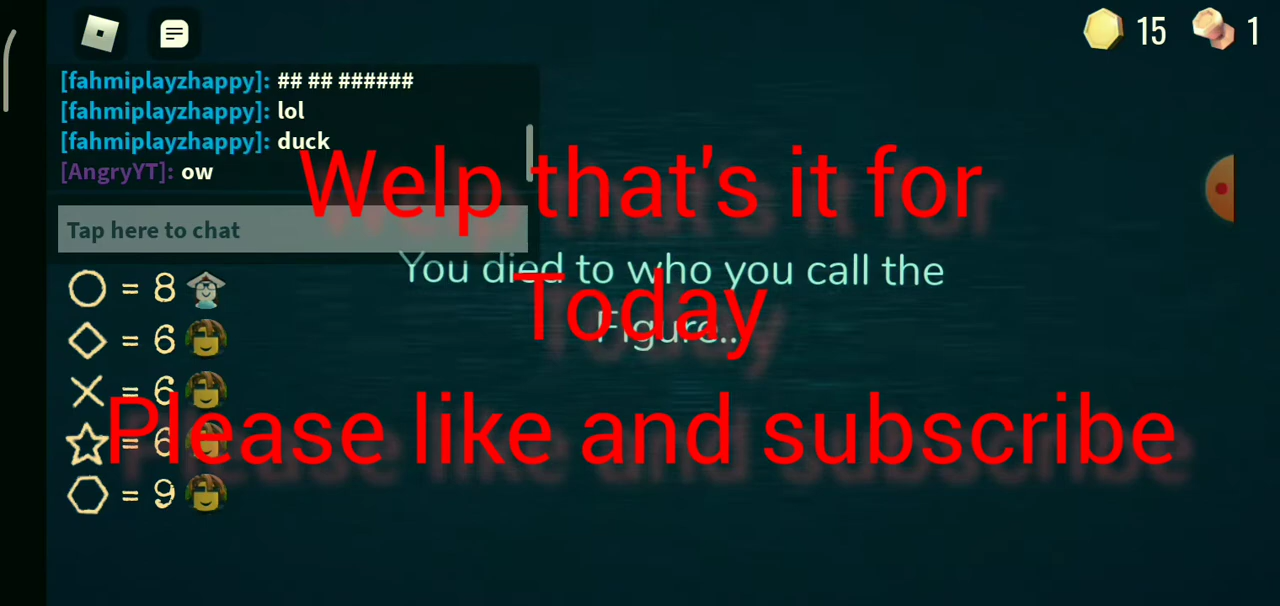 15
1
[fahmiplayzhappy]: ## ## ######
[fahmiplayzhappy]: lol
[fahmiplayzhappy]: duck
[AngryYT]: ow
Tap here to chat
Welp that's it for
Today
Please like and subscribe
You died to who you call the
Figure..
= 8
= 6
= 6
= 6
= 9